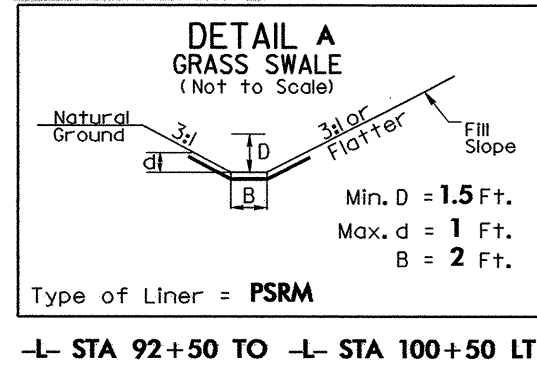 DETAIL A
GRASS SWALE
(Not to Scale)
Natural
Ground
3:1
3:1 or
Flatter
Fill
Slope
d
D
B
Min. D = 1.5 Ft.
Max. d = 1 Ft.
B = 2 Ft.
Type of Liner = PSRM
-L- STA 92+50 TO -L- STA 100+50 LT